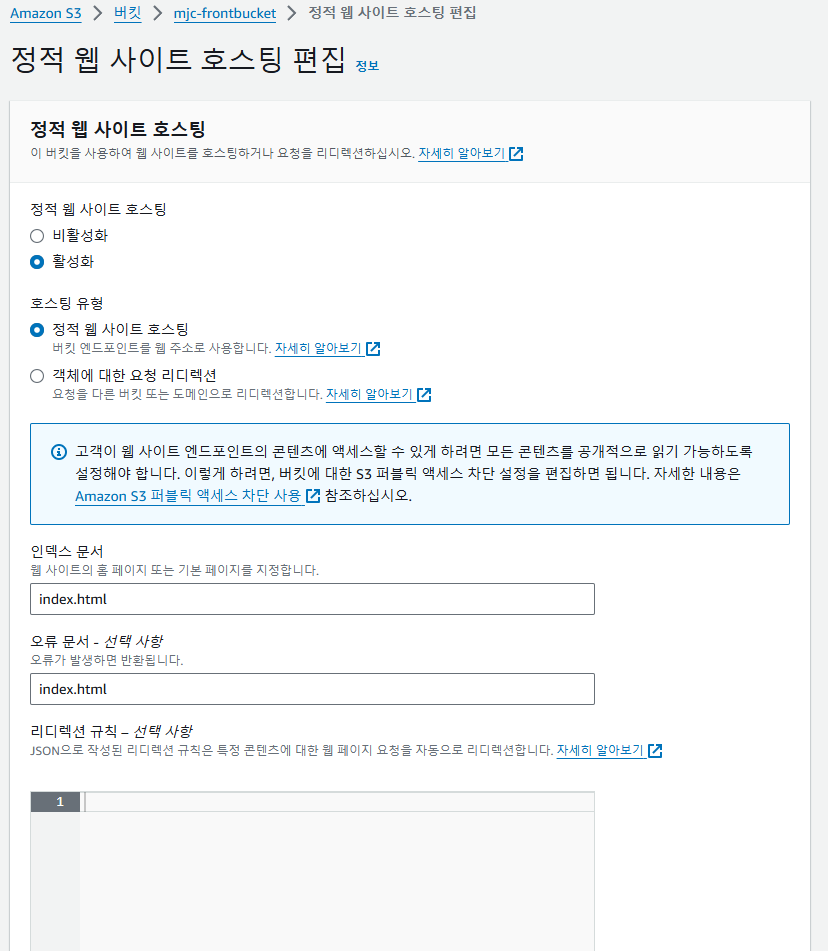 Amazon S3 > 버킷 > mjc-frontbucket > 정적 웹 사이트 호스팅 편집
정적 웹 사이트 호스팅 편집 정보
정적 웹 사이트 호스팅
이 버킷을 사용하여 웹 사이트를 호스팅하거나 요청을 리디렉션하십시오. 자세히 알아보기
정적 웹 사이트 호스팅
비활성화
활성화
호스팅 유형
정적 웹 사이트 호스팅
버킷 엔드포인트를 웹 주소로 사용합니다. 자세히 알아보기
객체에 대한 요청 리디렉션
요청을 다른 버킷 또는 도메인으로 리디렉션합니다. 자세히 알아보기
고객이 웹 사이트 엔드포인트의 콘텐츠에 액세스할 수 있게 하려면 모든 콘텐츠를 공개적으로 읽기 가능하도록
설정해야 합니다. 이렇게 하려면, 버킷에 대한 S3 퍼블릭 액세스 차단 설정을 편집하면 됩니다. 자세한 내용은
Amazon S3 퍼블릭 액세스 차단 사용 참조하십시오.
인덱스 문서
웹 사이트의 홈 페이지 또는 기본 페이지를 지정합니다.
index.html
오류 문서 - 선택 사항
오류가 발생하면 반환됩니다.
index.html
리디렉션 규칙 – 선택 사항
JSON으로 작성된 리디렉션 규칙은 특정 콘텐츠에 대한 웹 페이지 요청을 자동으로 리디렉션합니다. 자세히 알아보기
1